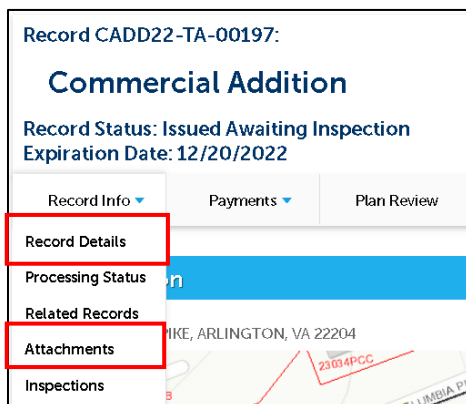 Record CADD22-TA-00197:
Commercial Addition
Record Status: Issued Awaiting Inspection
Expiration Date: 12/20/2022
Record Info Payments Plan Review
Record Details
Processing Status
Related Records
PIKE, ARLINGTON, VA 22204
Attachments
23034PCC
Inspections